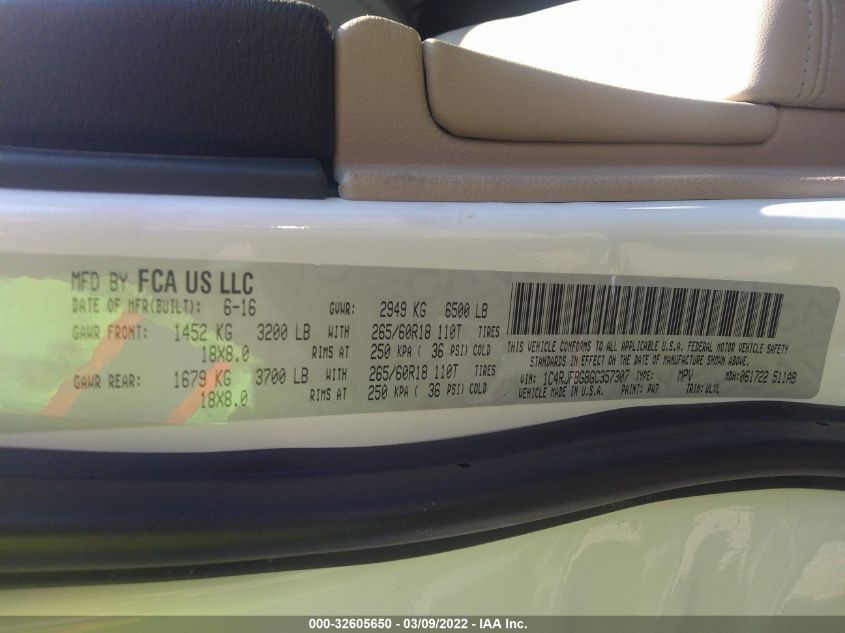 MFD BY FCA US LLC
DATE OF MFR(BUILT): 6-16 GVWR: 2949 KG 6500 LB
GAWR FRONT: 1452 KG 3200 LB WITH 265/60R18 110T TIRES
18X8.0 RIMS AT 250 KPA ( 36 PSI) COLD
GAWR REAR: 1679 KG 3700 LB WITH 265/60R18 110T TIRES
18X8.0 RIMS AT 250 KPA ( 36 PSI) COLD
THIS VEHICLE CONFORMS TO ALL APPLICABLE U.S.A. FEDERAL MOTOR VEHICLE SAFETY
STANDARDS IN EFFECT ON THE DATE OF MANUFACTURE SHOWN ABOVE.
VIN: 1C4RJFBG8GC357307 TYPE: MPV MDH: 061722 511AB
VEHICLE MADE IN U.S.A. PAINT: PW7 TRIM:
000-32605650 - 03/09/2022 - IAA Inc.